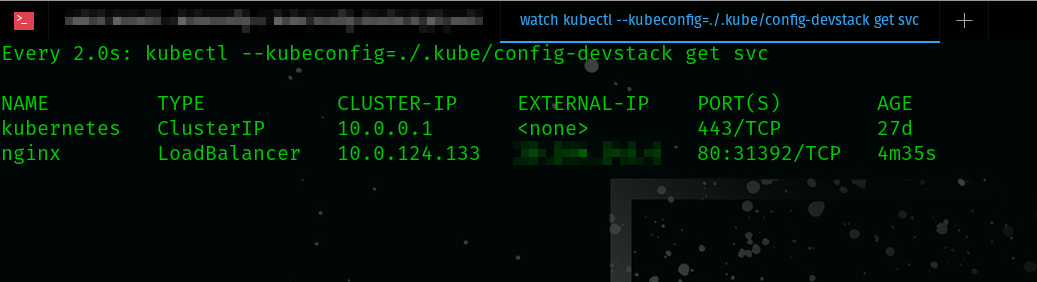 >_
watch kubectl --kubeconfig=./.kube/config-devstack get svc
Every 2.0s: kubectl --kubeconfig=./.kube/config-devstack get svc
NAME TYPE CLUSTER-IP EXTERNAL-IP PORT(S) AGE
kubernetes ClusterIP 10.0.0.1 <none> 443/TCP 27d
nginx LoadBalancer 10.0.124.133 80:31392/TCP 4m35s